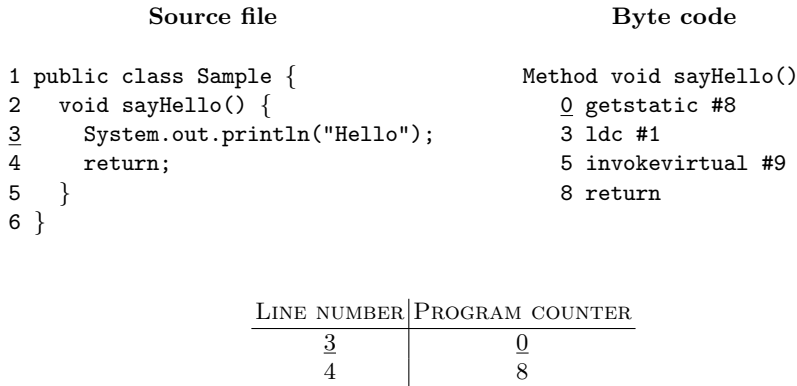 Source file
1 public class Sample {
2 void sayHello() {
3 System.out.println("Hello");
4 return;
5 }
6 }
Byte code
Method void sayHello()
0 getstatic #8
3 ldc #1
5 invokevirtual #9
8 return
LINE NUMBER PROGRAM COUNTER
3 0
4 8